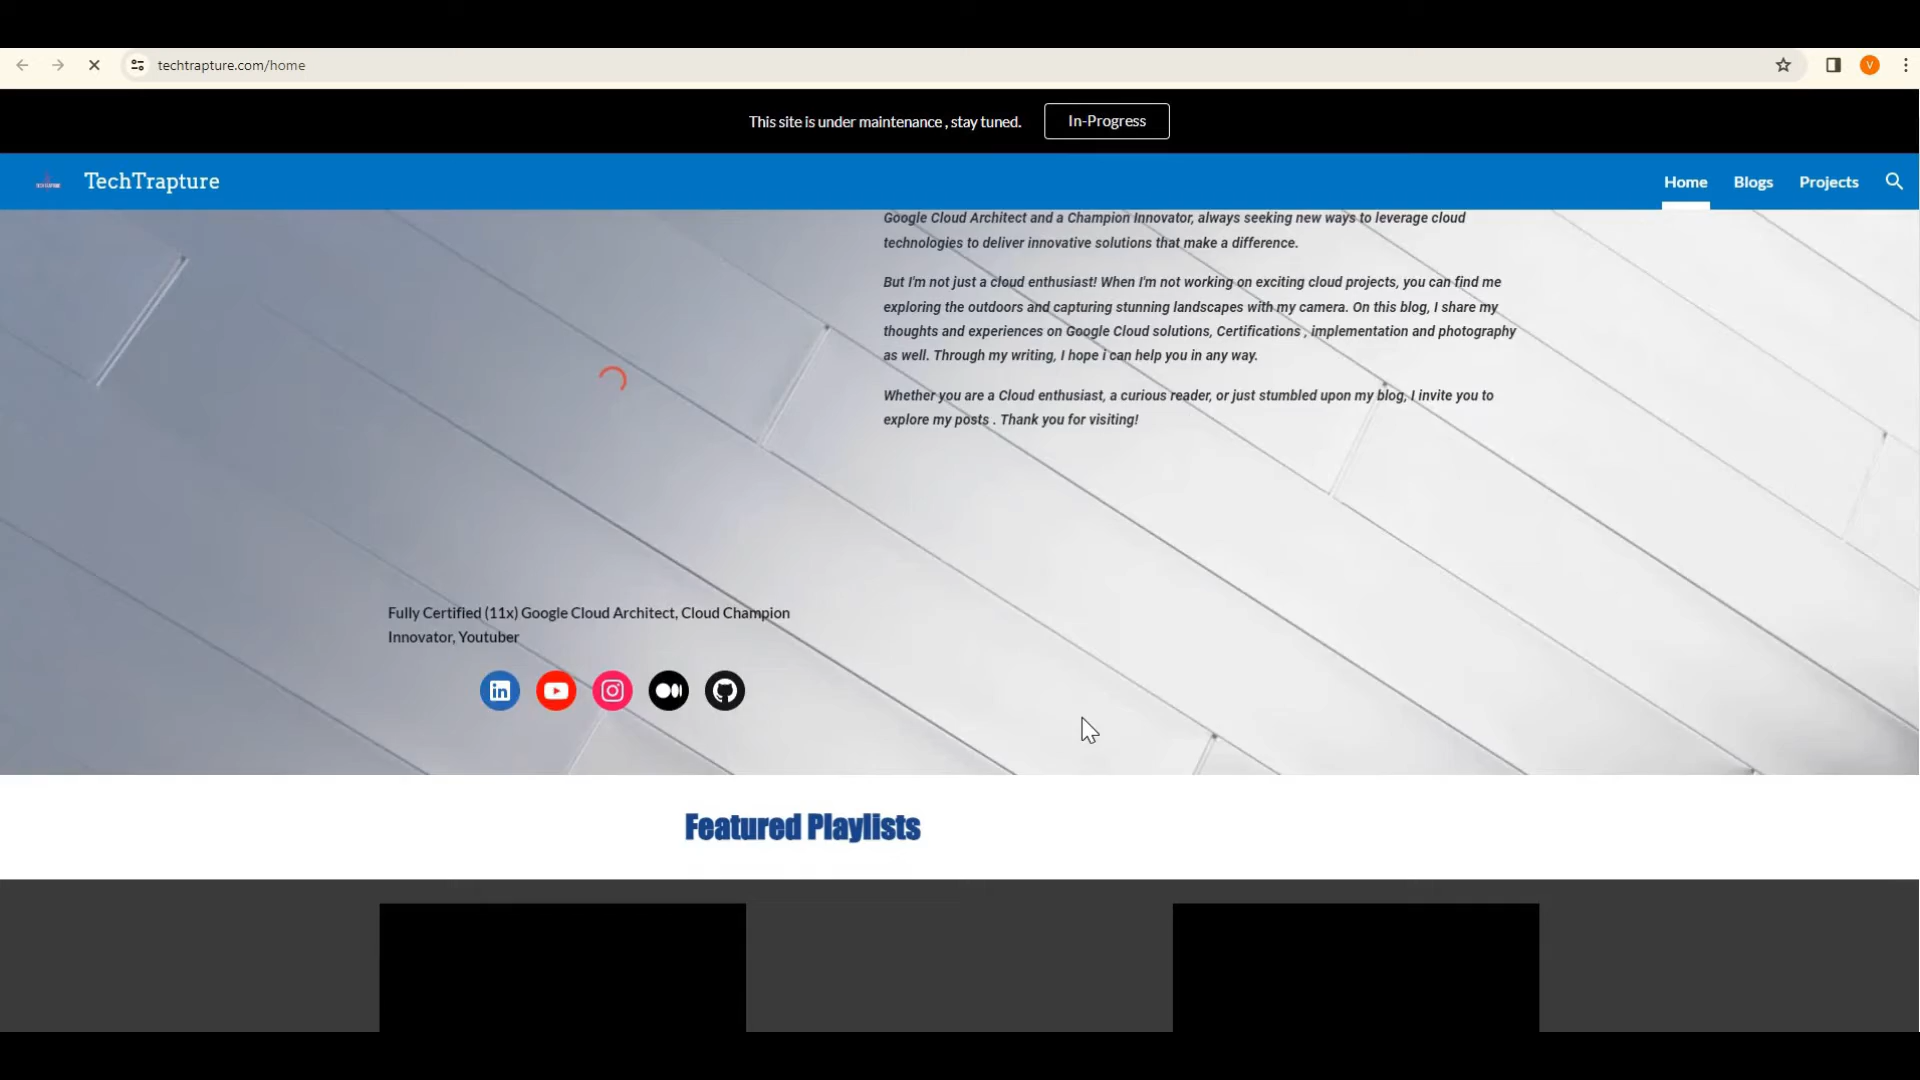 techtrapture.com/home
V
This site is under maintenance , stay tuned.
In-Progress
TechTrapture
Home
Blogs
Projects
Google Cloud Architect and a Champion Innovator, always seeking new ways to leverage cloud
technologies to deliver innovative solutions that make a difference.
But I'm not just a cloud enthusiast! When I'm not working on exciting cloud projects, you can find me
exploring the outdoors and capturing stunning landscapes with my camera. On this blog, I share my
thoughts and experiences on Google Cloud solutions, Certifications , implementation and photography
as well. Through my writing, I hope i can help you in any way.
Whether you are a Cloud enthusiast, a curious reader, or just stumbled upon my blog, I invite you to
explore my posts . Thank you for visiting!
Fully Certified (11x) Google Cloud Architect, Cloud Champion
Innovator, Youtuber
Featured Playlists